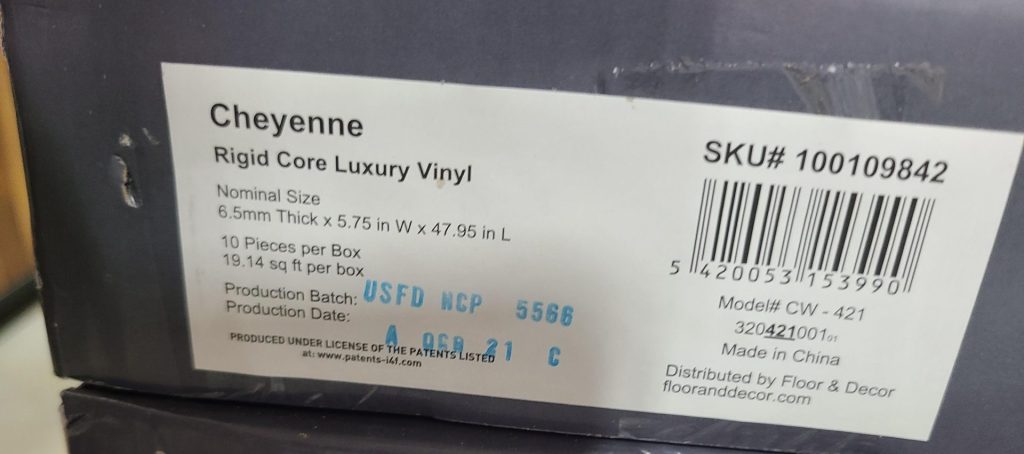 Cheyenne
Rigid Core Luxury Vinyl
Nominal Size
6.5mm Thick x 5.75 in W x 47.95 in L
10 Pieces per Box
19.14 sq ft per box
Production Batch: USFD NCP 5566
Production Date:
A 21 C
PRODUCED UNDER LICENSE OF THE PATENTS LISTED
at: www.patents-i4f.com
SKU# 100109842
5 420053 153990
Model# CW - 421
32042100101
Made in China
Distributed by Floor & Decor
flooranddecor.com